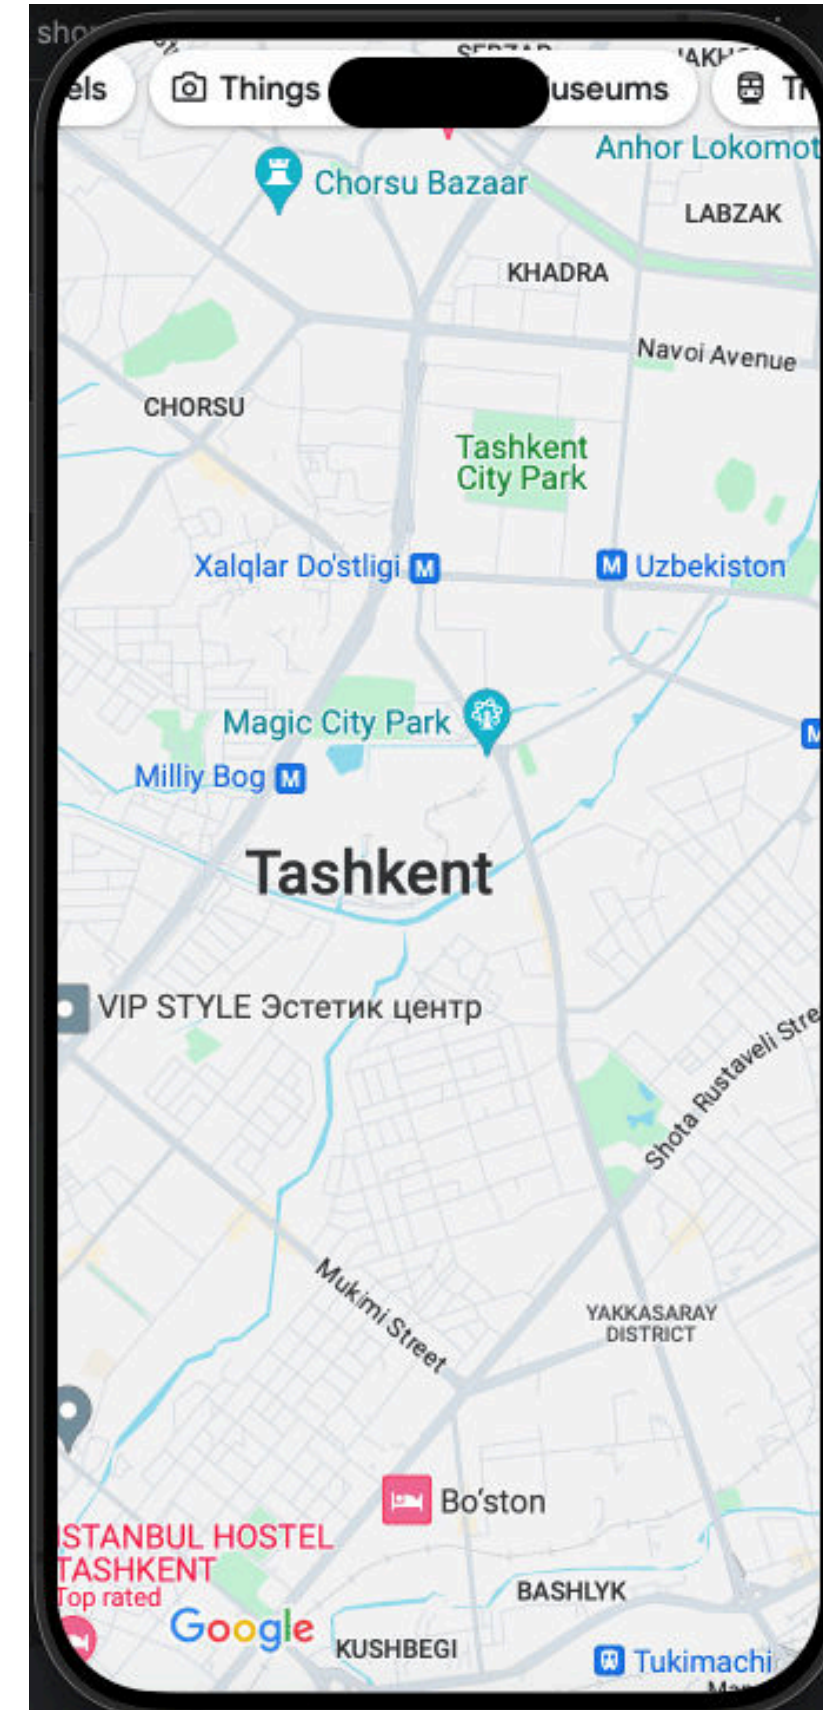 Things
Museums
Anhor Lokomot
Chorsu Bazaar
LABZAK
KHADRA
Navoi Avenue
CHORSU
Tashkent
City Park
Xalqlar Do'stligi M
M Uzbekiston
Magic City Park
Milliy Bog M
Tashkent
VIP STYLE Эстетик центр
Shota Rustaveli Stre
Mukimi Street
YAKKASARAY
DISTRICT
Bo‘ston
ISTANBUL HOSTEL
TASHKENT
Top rated
BASHLYK
Google
KUSHBEGI
Tukimachi